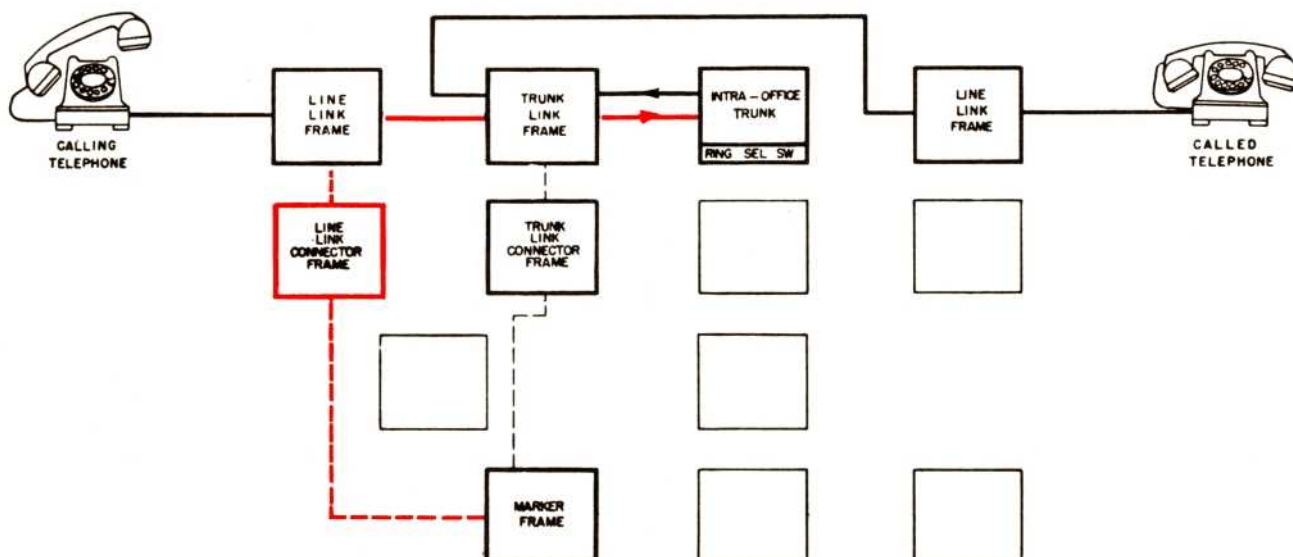 CALLING
TELEPHONE
LINE
LINK
FRAME
TRUNK
LINK
FRAME
INTRA-OFFICE
TRUNK
RING SEL SW
LINE
LINK
FRAME
CALLED
TELEPHONE
LINE
LINK
CONNECTOR
FRAME
TRUNK
LINK
CONNECTOR
FRAME
MARKER
FRAME